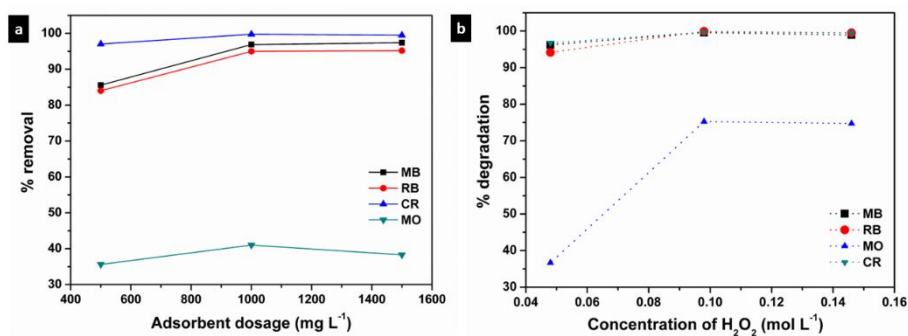 a
% removal
100
90
80
70
60
50
40
30
400
600
800
1000
1200
1400
1600
Adsorbent dosage (mg L⁻¹)
MB
RB
CR
MO
b
% degradation
100
90
80
70
60
50
40
30
0.04
0.06
0.08
0.10
0.12
0.14
0.16
Concentration of H₂O₂ (mol L⁻¹)
MB
RB
MO
CR